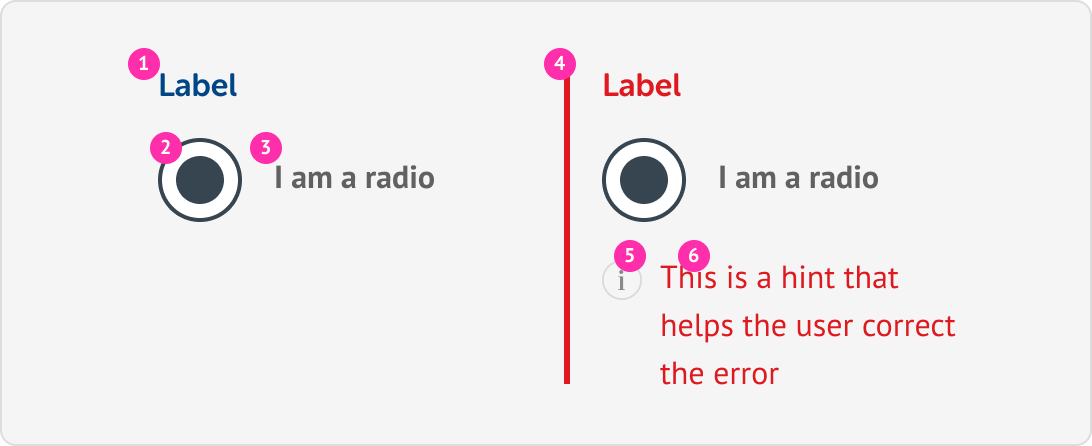 1
Label
2
3
I am a radio
4
Label
I am a radio
5
6
i
This is a hint that
helps the user correct
the error